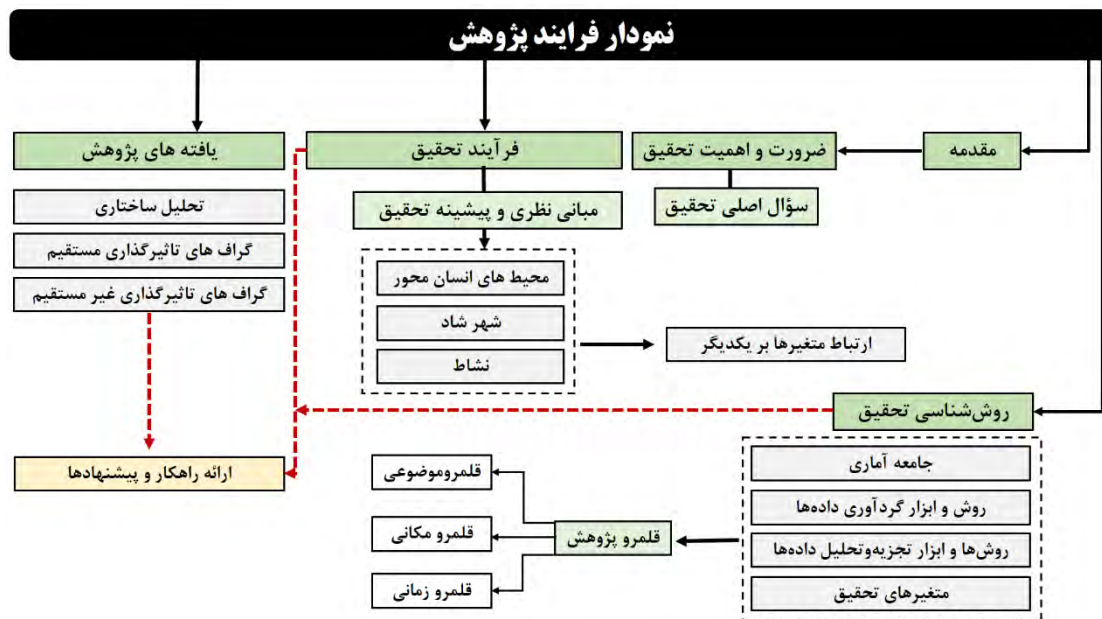 نمودار فرایند پژوهش
مقدمه
ضرورت و اهمیت تحقیق
سؤال اصلی تحقیق
فرآیند تحقیق
مبانی نظری و پیشینه تحقیق
محیط های انسان محور
شهر شاد
نشاط
ارتباط متغیرها بر یکدیگر
یافته های پژوهش
تحلیل ساختاری
گراف های تاثیرگذاری مستقیم
گراف های تاثیرگذاری غیر مستقیم
ارائه راهکار و پیشنهادها
روش‌شناسی تحقیق
جامعه آماری
روش و ابزار گردآوری داده‌ها
روش‌ها و ابزار تجزیه‌وتحلیل داده‌ها
متغیرهای تحقیق
قلمرو پژوهش
قلمروموضوعی
قلمرو مکانی
قلمرو زمانی